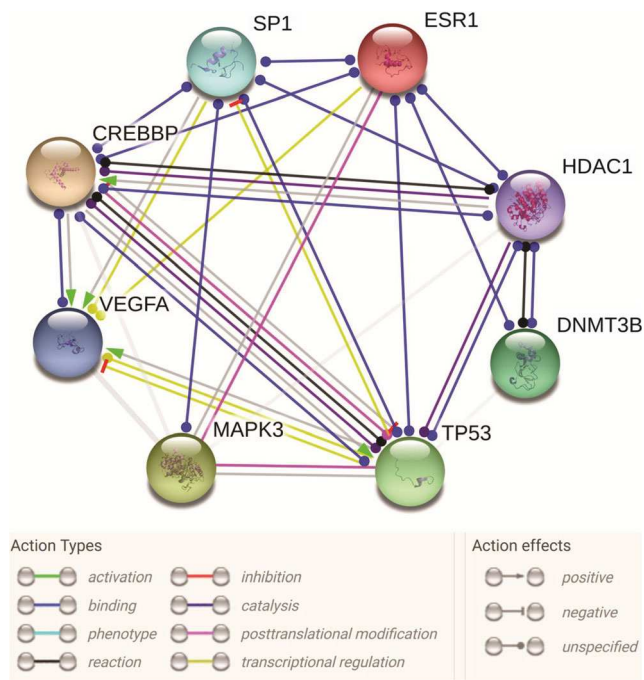 SP1
ESR1
CREBBP
HDAC1
VEGFA
DNMT3B
MAPK3
TP53
Action Types
activation
inhibition
binding
catalysis
phenotype
posttranslational modification
reaction
transcriptional regulation
Action effects
positive
negative
unspecified